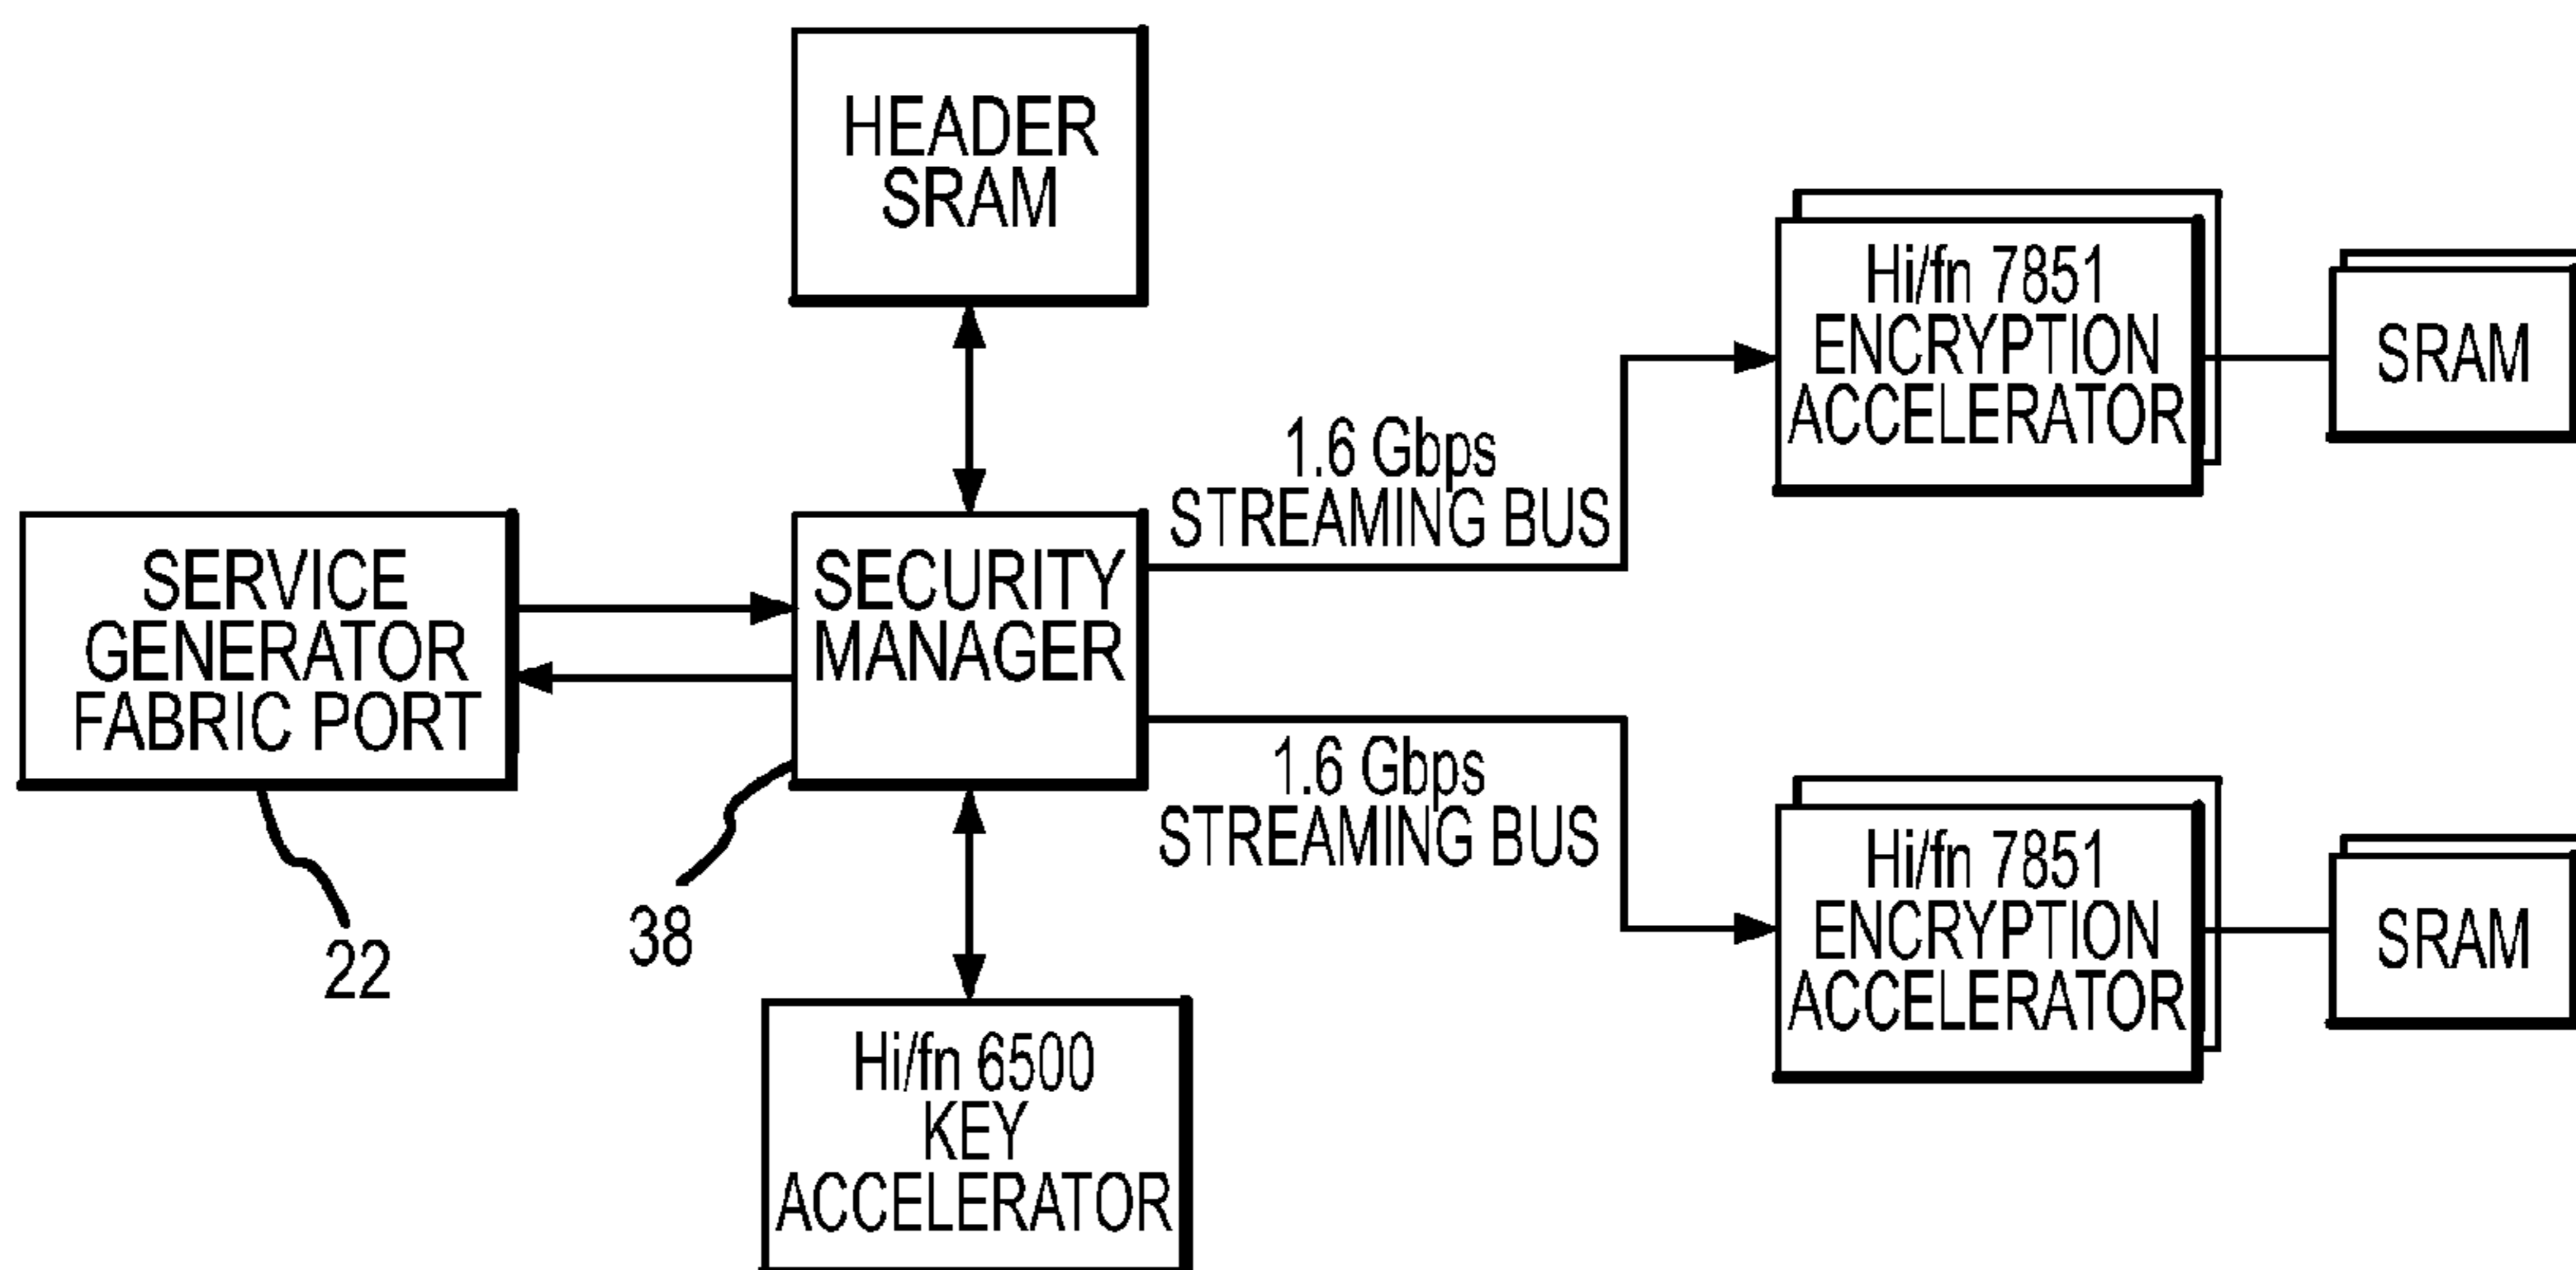 HEADER
SRAM
Hi/fn 7851
ENCRYPTION
ACCELERATOR
SRAM
1.6 Gbps
STREAMING BUS
SERVICE
GENERATOR
FABRIC PORT
SECURITY
MANAGER
1.6 Gbps
STREAMING BUS
Hi/fn 7851
ENCRYPTION
ACCELERATOR
SRAM
22
38
Hi/fn 6500
KEY
ACCELERATOR